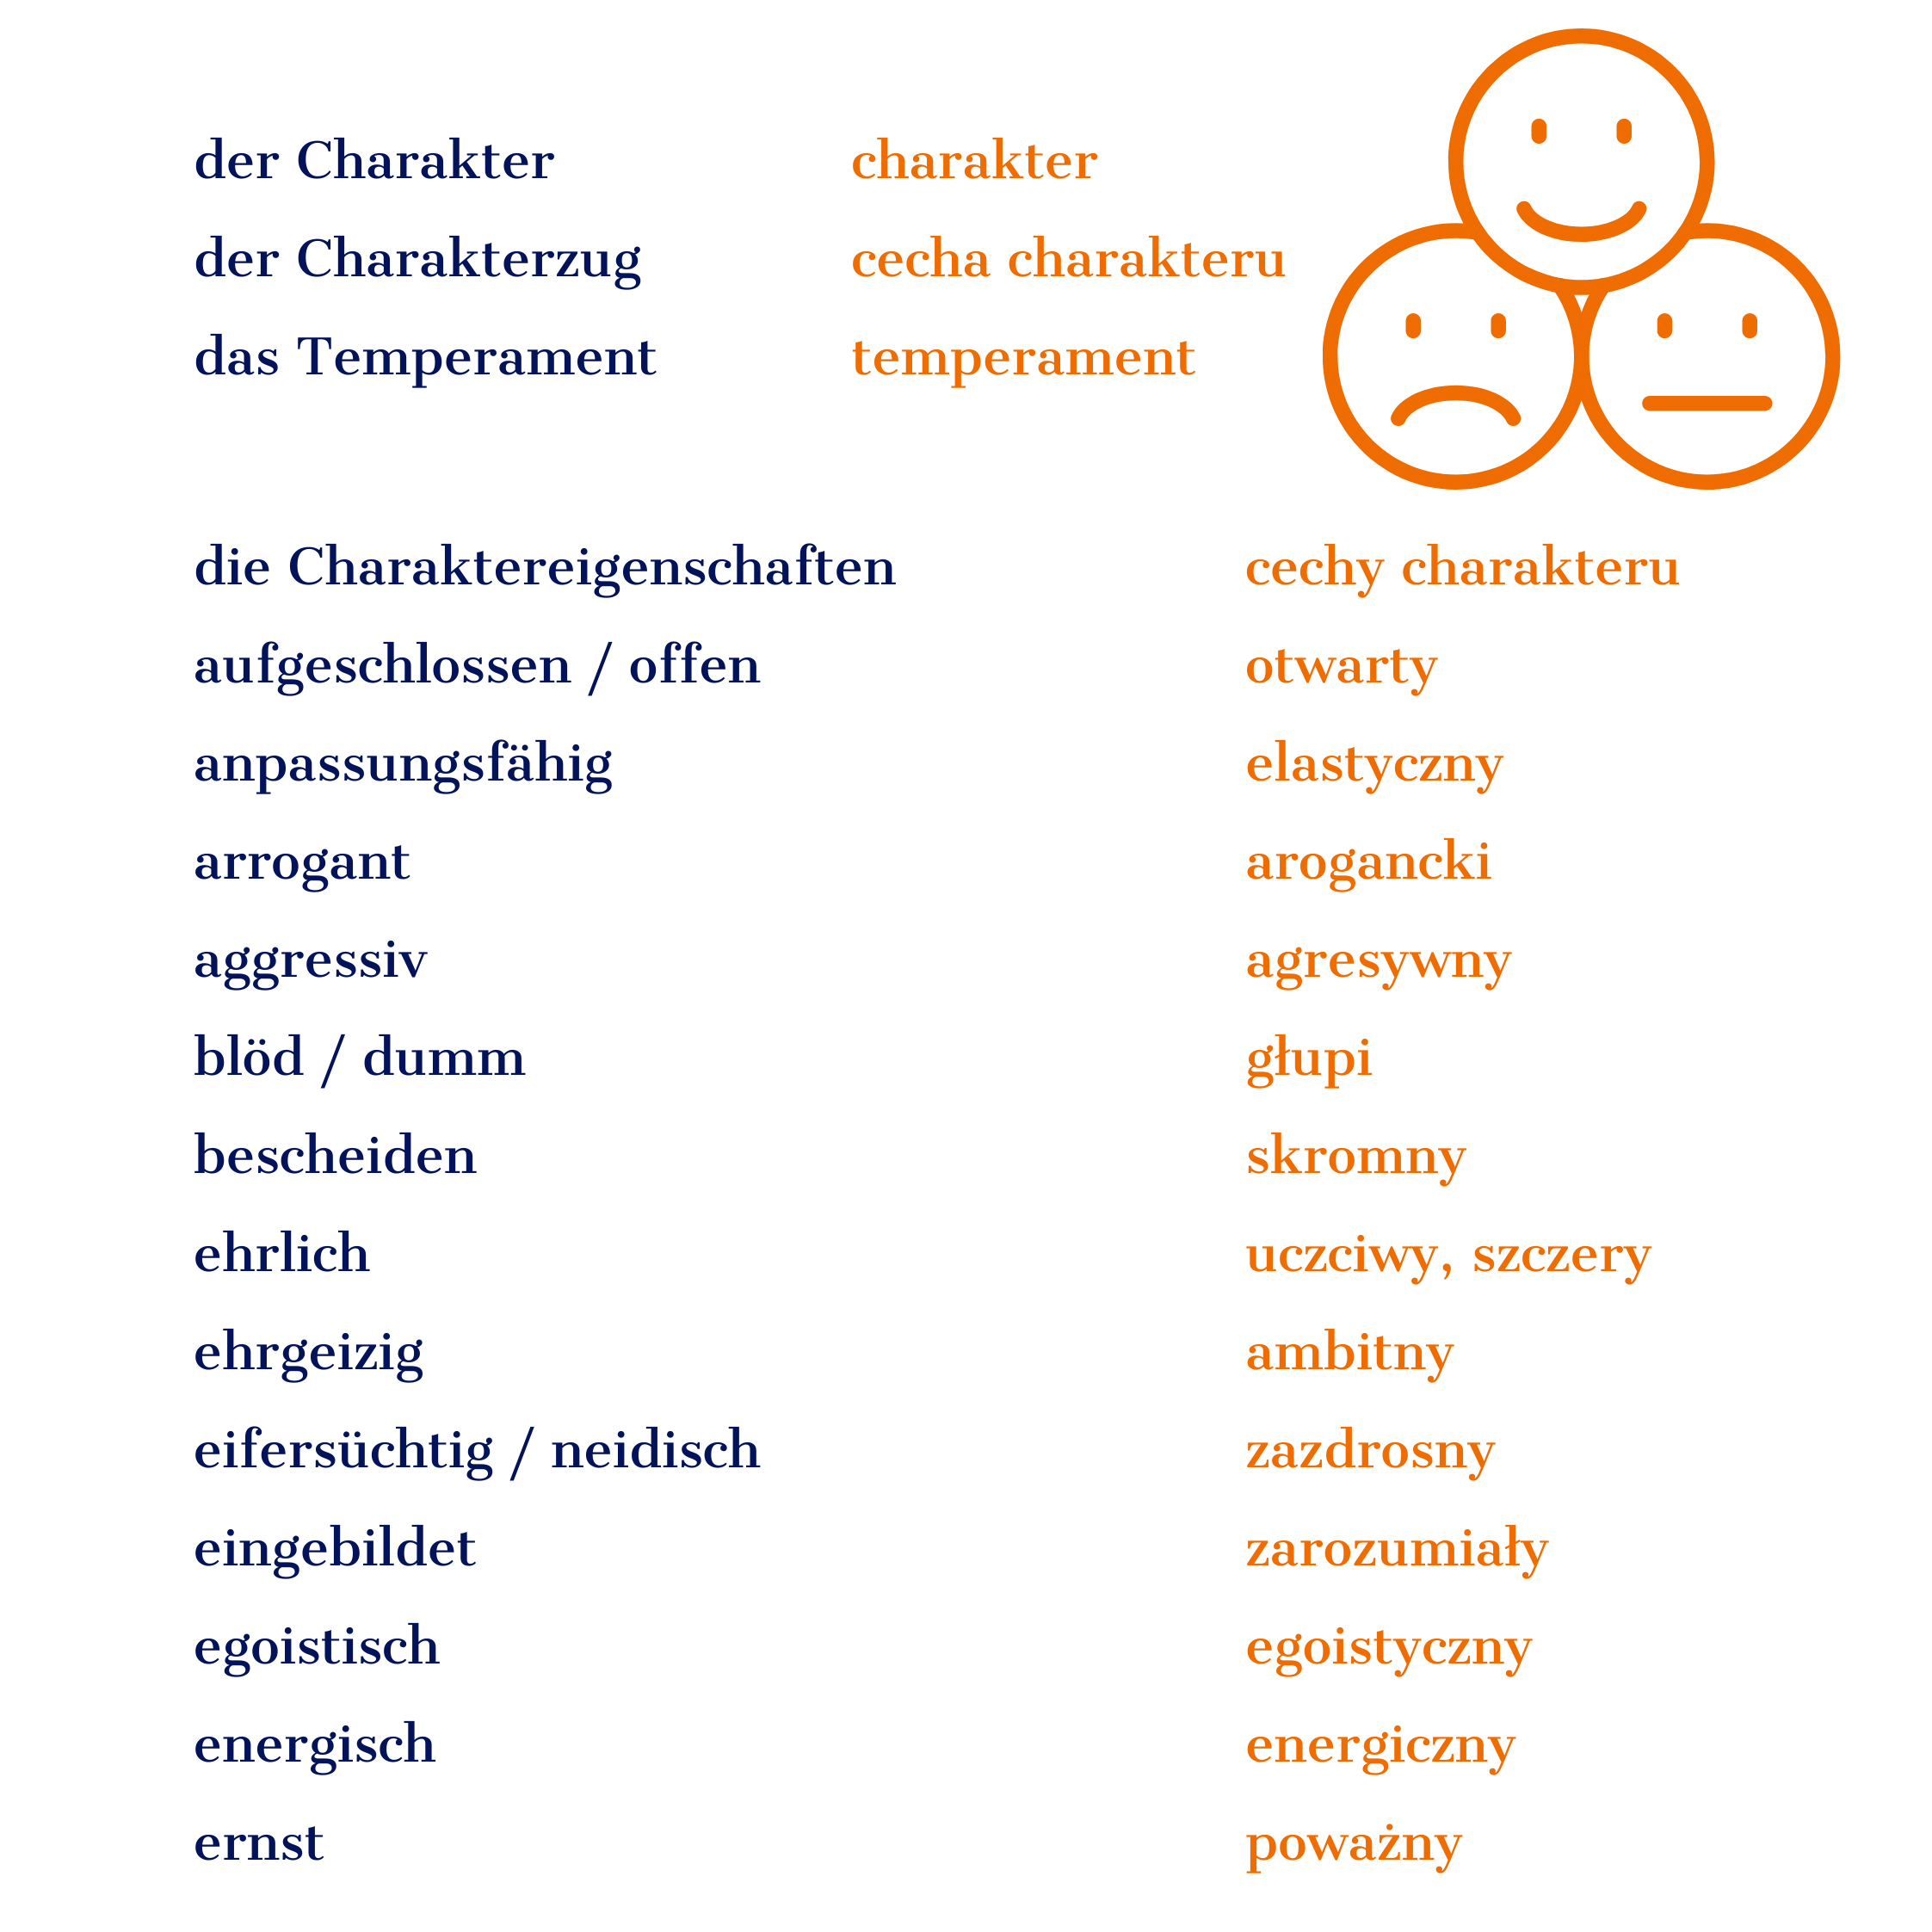 der Charakter charakter
der Charakterzug cecha charakteru
das Temperament temperament
die Charaktereigenschaften cechy charakteru
aufgeschlossen / offen otwarty
anpassungsfähig elastyczny
arrogant arogancki
aggressiv agresywny
blöd / dumm głupi
bescheiden skromny
ehrlich uczciwy, szczery
ehrgeizig ambitny
eifersüchtig / neidisch zazdrosny
eingebildet zarozumiały
egoistisch egoistyczny
energisch energiczny
ernst poważny